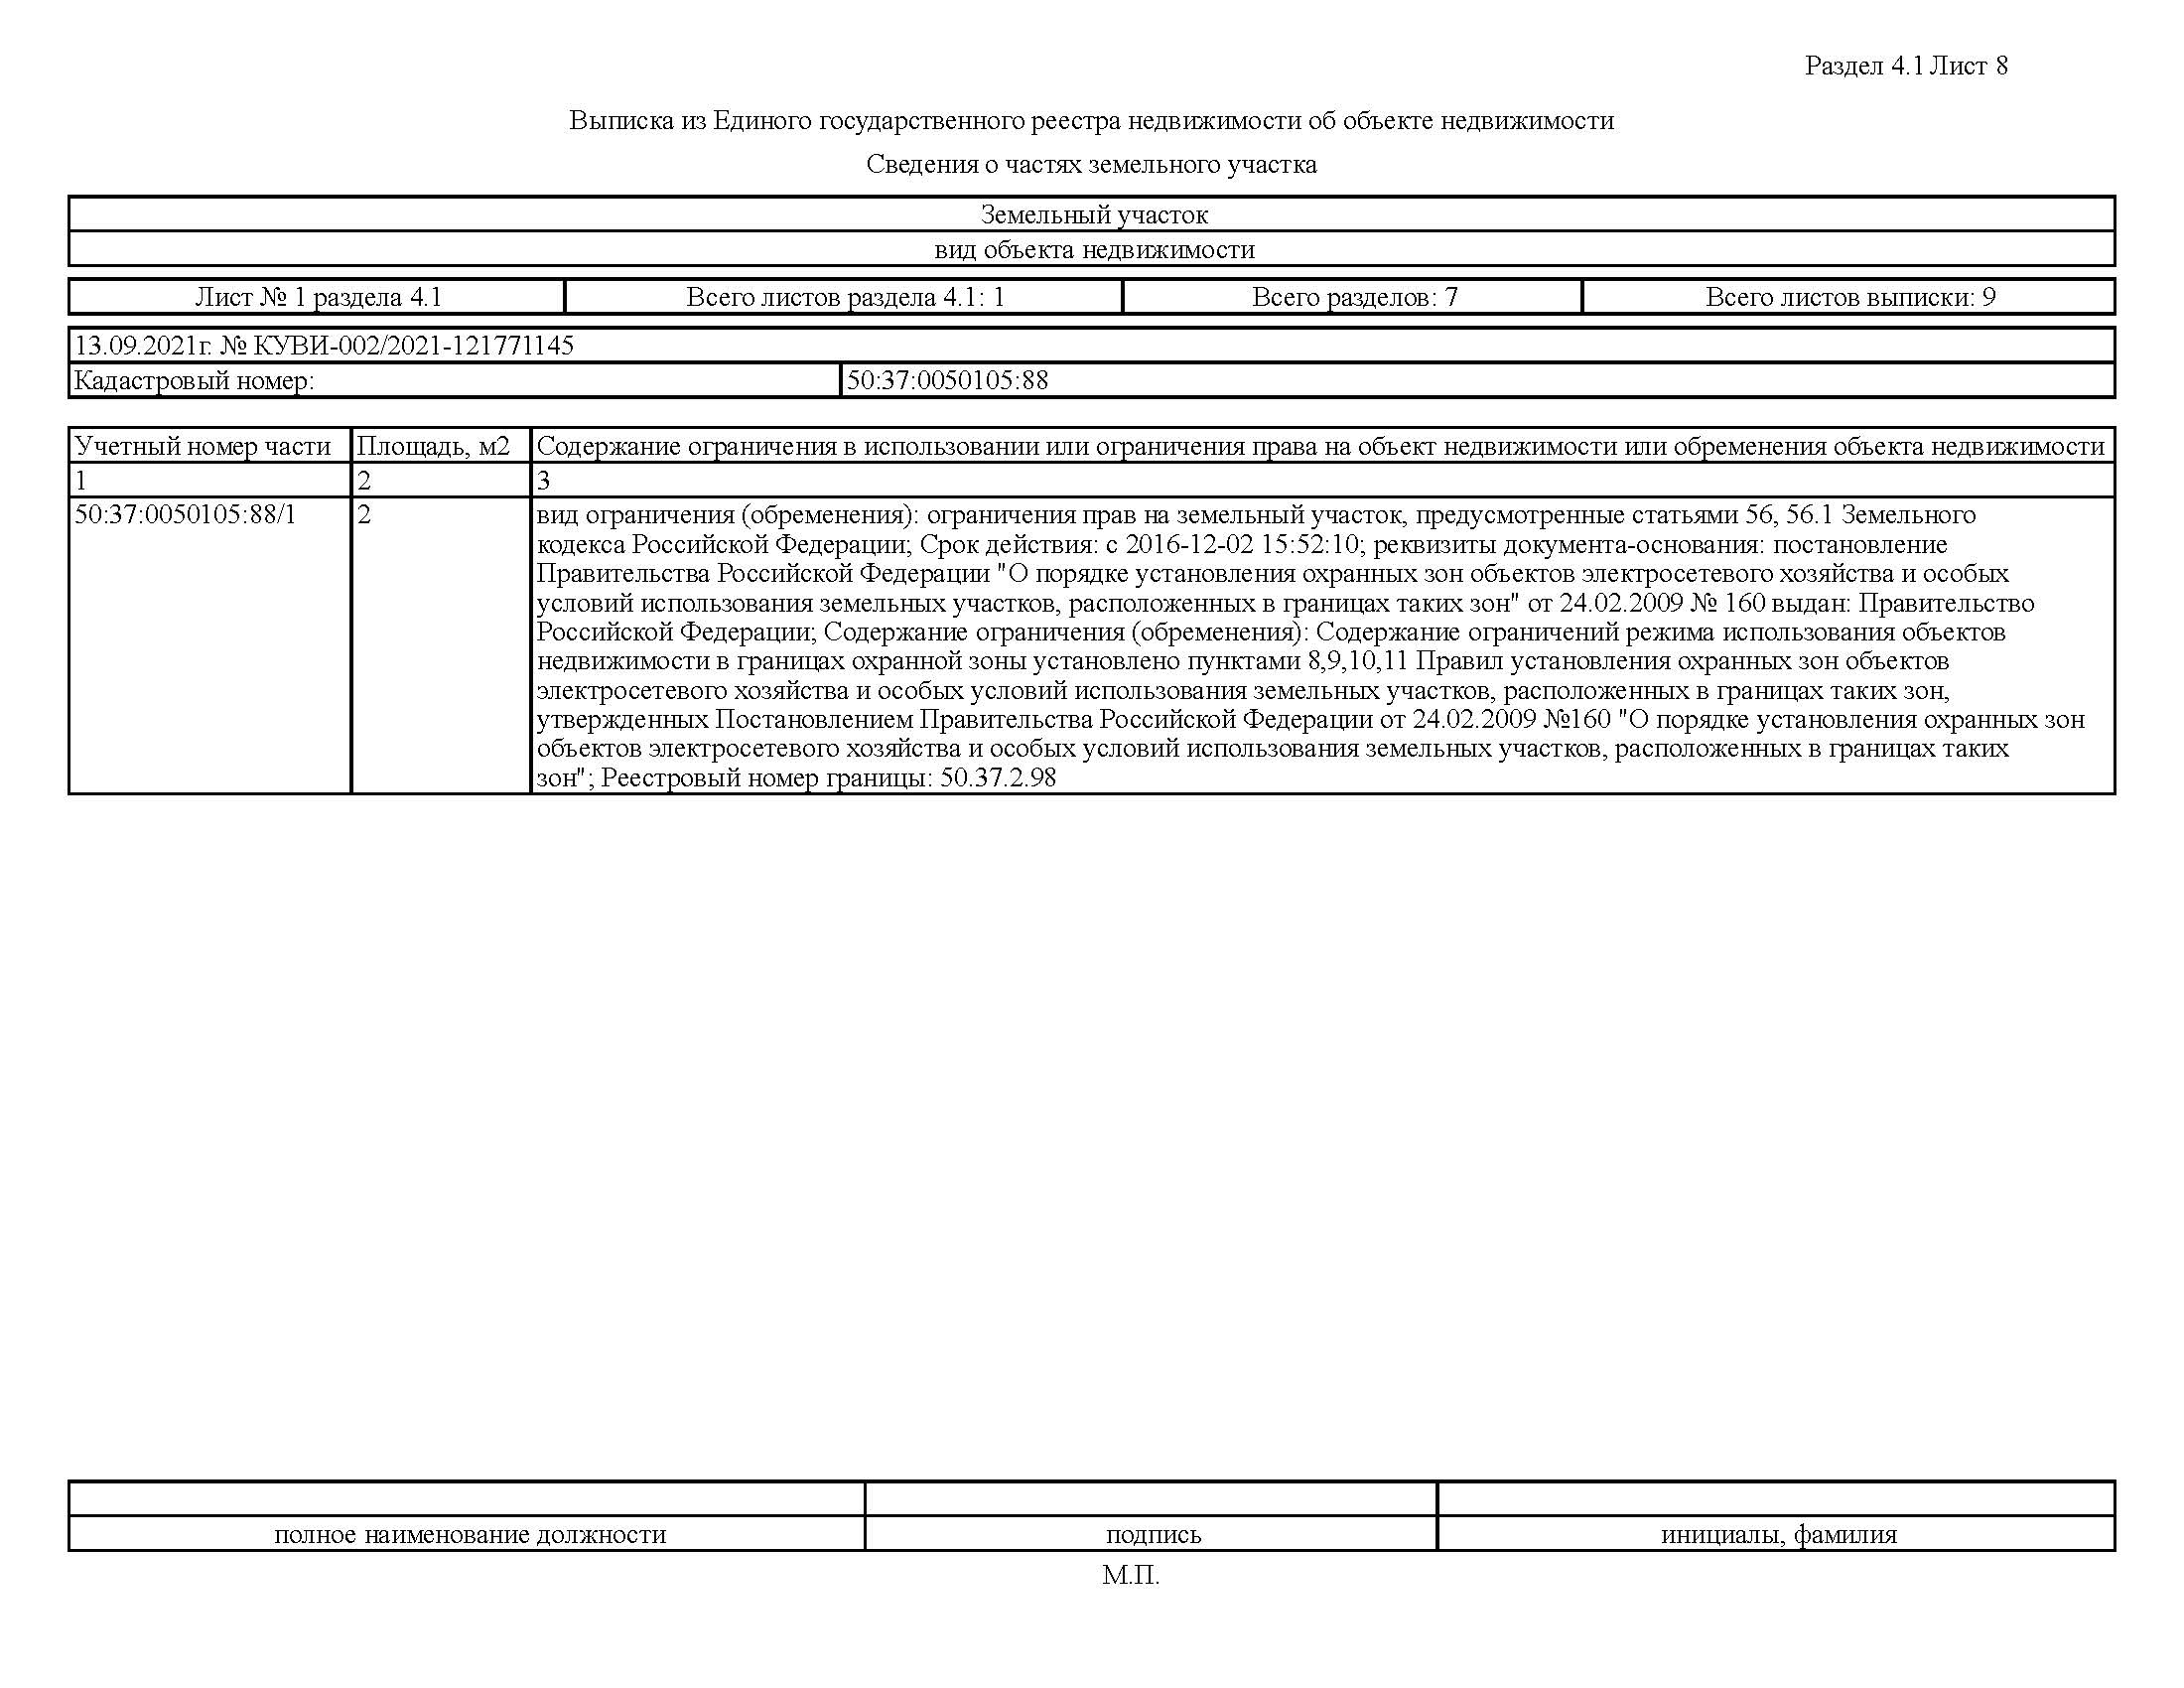 Раздел 4.1 Лист 8
Выписка из Единого государственного реестра недвижимости об объекте недвижимости
Сведения о частях земельного участка
Земельный участок
вид объекта недвижимости
Лист № 1 раздела 4.1
Всего листов раздела 4.1: 1
Всего разделов: 7
Всего листов выписки: 9
13.09.2021г. № КУВИ-002/2021-121771145
Кадастровый номер:
50:37:0050105:88
Учетный номер части
Площадь, м2
Содержание ограничения в использовании или ограничения права на объект недвижимости или обременения объекта недвижимости
1
2
3
50:37:0050105:88/1
2
вид ограничения (обременения): ограничения прав на земельный участок, предусмотренные статьями 56, 56.1 Земельного
кодекса Российской Федерации; Срок действия: с 2016-12-02 15:52:10; реквизиты документа-основания: постановление
Правительства Российской Федерации "О порядке установления охранных зон объектов электросетевого хозяйства и особых
условий использования земельных участков, расположенных в границах таких зон" от 24.02.2009 № 160 выдан: Правительство
Российской Федерации; Содержание ограничения (обременения): Содержание ограничений режима использования объектов
недвижимости в границах охранной зоны установлено пунктами 8,9,10,11 Правил установления охранных зон объектов
электросетевого хозяйства и особых условий использования земельных участков, расположенных в границах таких зон,
утвержденных Постановлением Правительства Российской Федерации от 24.02.2009 №160 "О порядке установления охранных зон
объектов электросетевого хозяйства и особых условий использования земельных участков, расположенных в границах таких
зон"; Реестровый номер границы: 50.37.2.98
полное наименование должности
подпись
инициалы, фамилия
М.П.